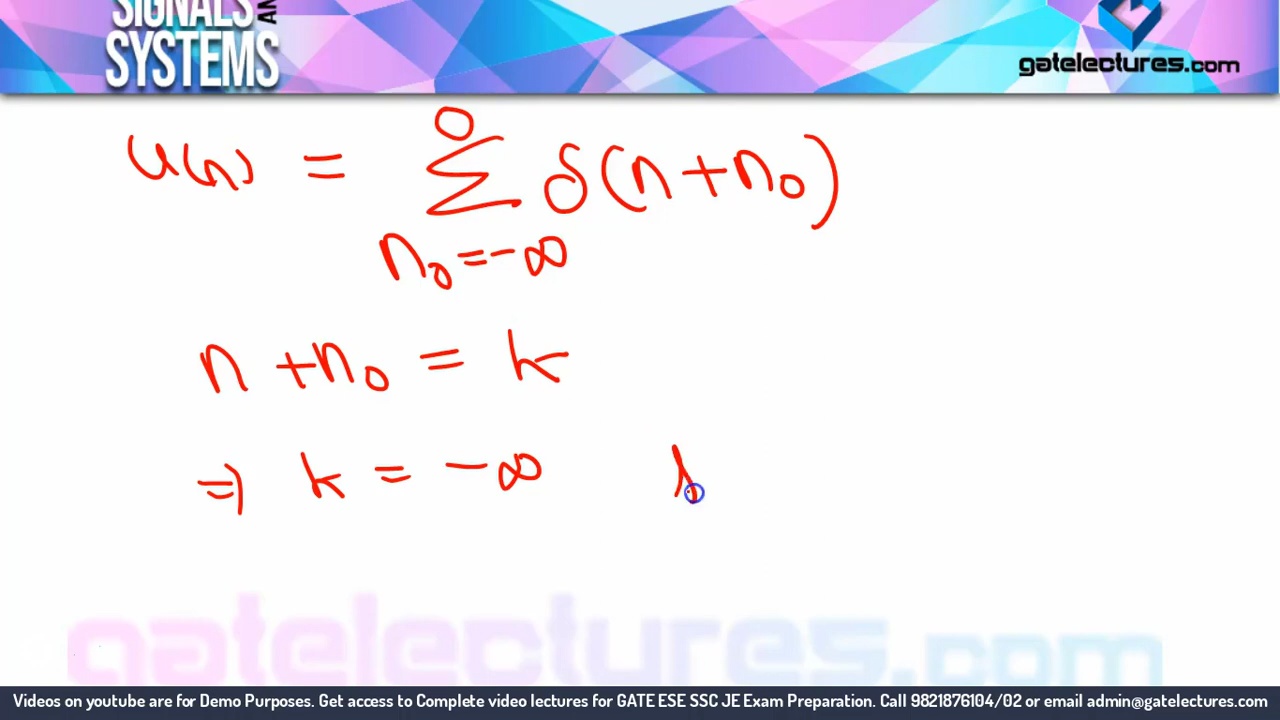 SIGNALS AN
SYSTEMS
gatelectures.com
u(n) = 0∑n₀=-∞ δ(n+n₀)
n +n₀ = k
⇒ k = -∞
gatelectures.com
Videos on youtube are for Demo Purposes. Get access to Complete video lectures for GATE ESE SSC JE Exam Preparation. Call 9821876104/02 or email admin@gatelectures.com